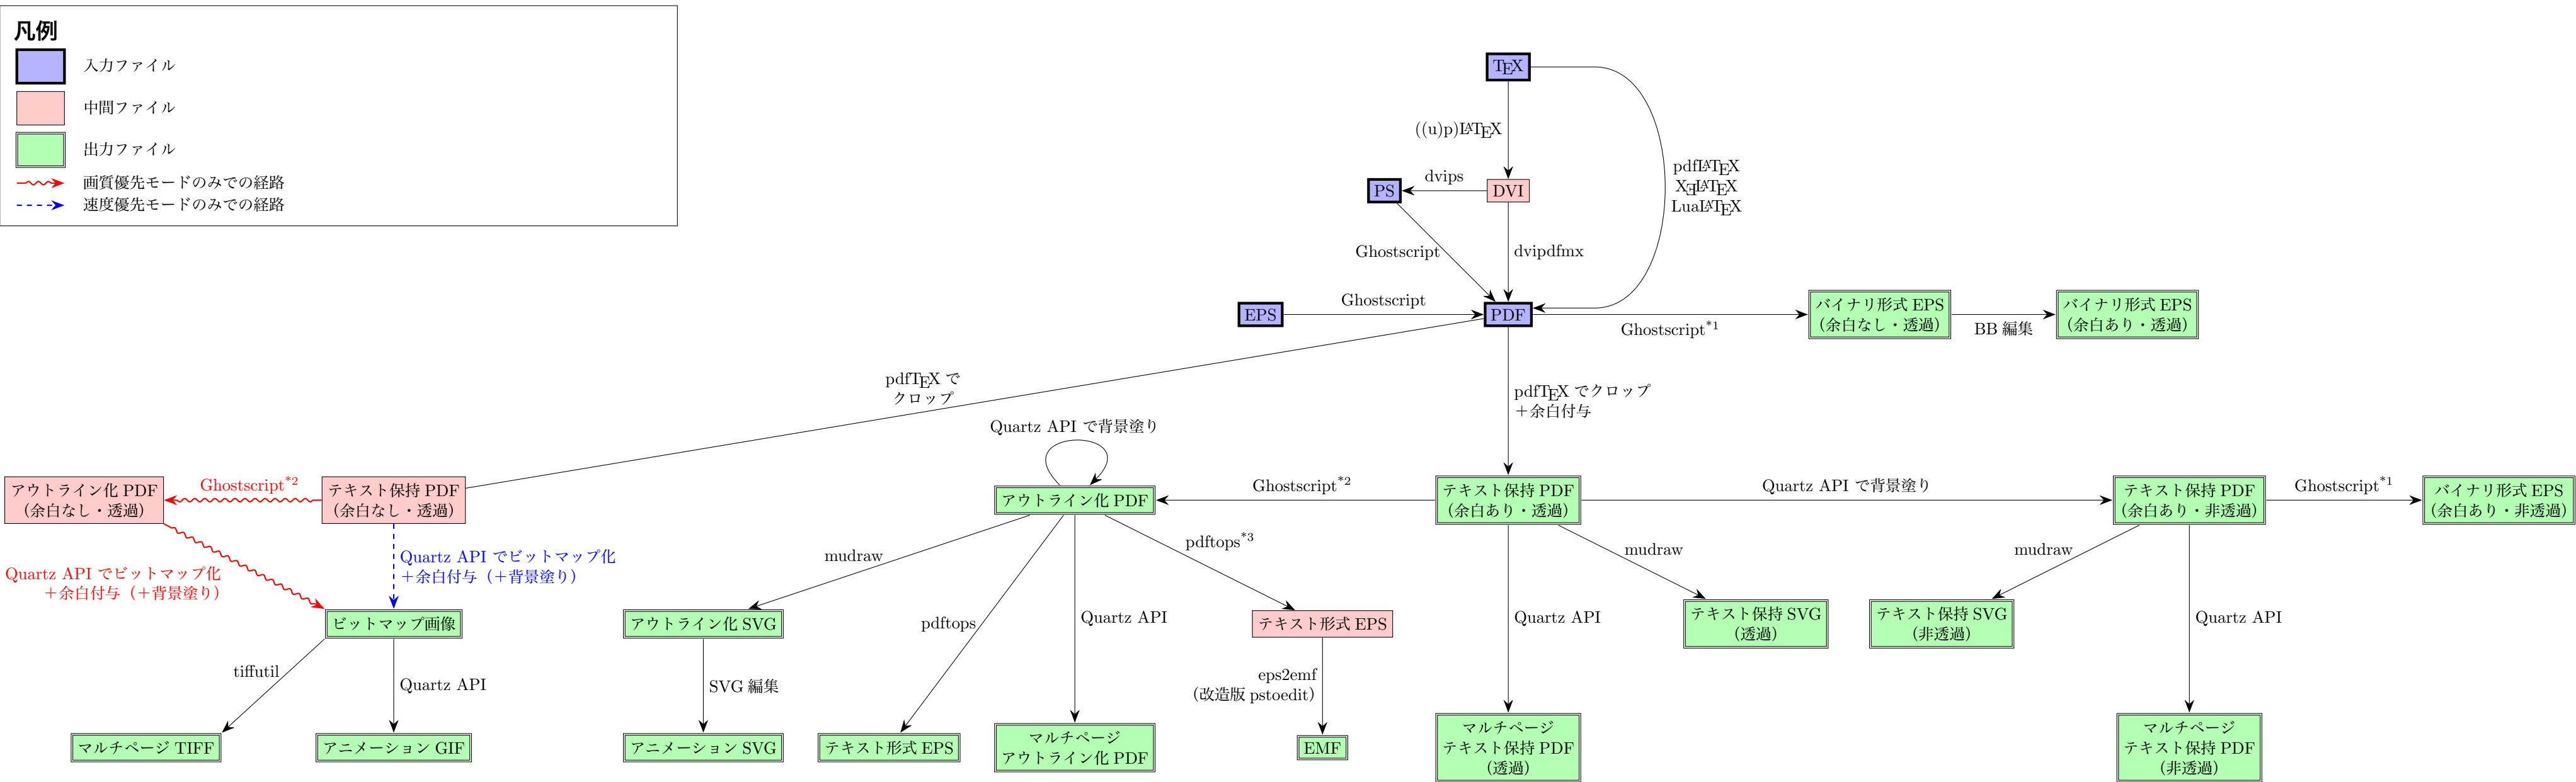 凡例
入力ファイル
中間ファイル
出力ファイル
画質優先モードのみでの経路
速度優先モードのみでの経路
TEX
((u)p)LATEX
pdfLATEX
XƎLATEX
LuaLATEX
PS
dvips
DVI
Ghostscript
dvipdfmx
EPS
Ghostscript
PDF
Ghostscript*1
バイナリ形式 EPS
(余白なし・透過)
BB 編集
バイナリ形式 EPS
(余白あり・透過)
pdfTEX で
クロップ
pdfTEX でクロップ
＋余白付与
Quartz API で背景塗り
アウトライン化 PDF
(余白なし・透過)
Ghostscript*2
テキスト保持 PDF
(余白なし・透過)
アウトライン化 PDF
Ghostscript*2
テキスト保持 PDF
(余白あり・透過)
Quartz API で背景塗り
テキスト保持 PDF
(余白あり・非透過)
Ghostscript*1
バイナリ形式 EPS
(余白あり・非透過)
Quartz API でビットマップ化
＋余白付与（＋背景塗り）
Quartz API でビットマップ化
＋余白付与（＋背景塗り）
mudraw
pdftops
Quartz API
pdftops*3
Quartz API
mudraw
mudraw
Quartz API
ビットマップ画像
アウトライン化 SVG
テキスト形式 EPS
テキスト保持 SVG
(透過)
テキスト保持 SVG
(非透過)
tiffutil
Quartz API
SVG 編集
eps2emf
(改造版 pstoedit)
マルチページ TIFF
アニメーション GIF
アニメーション SVG
テキスト形式 EPS
マルチページ
アウトライン化 PDF
EMF
マルチページ
テキスト保持 PDF
(透過)
マルチページ
テキスト保持 PDF
(非透過)